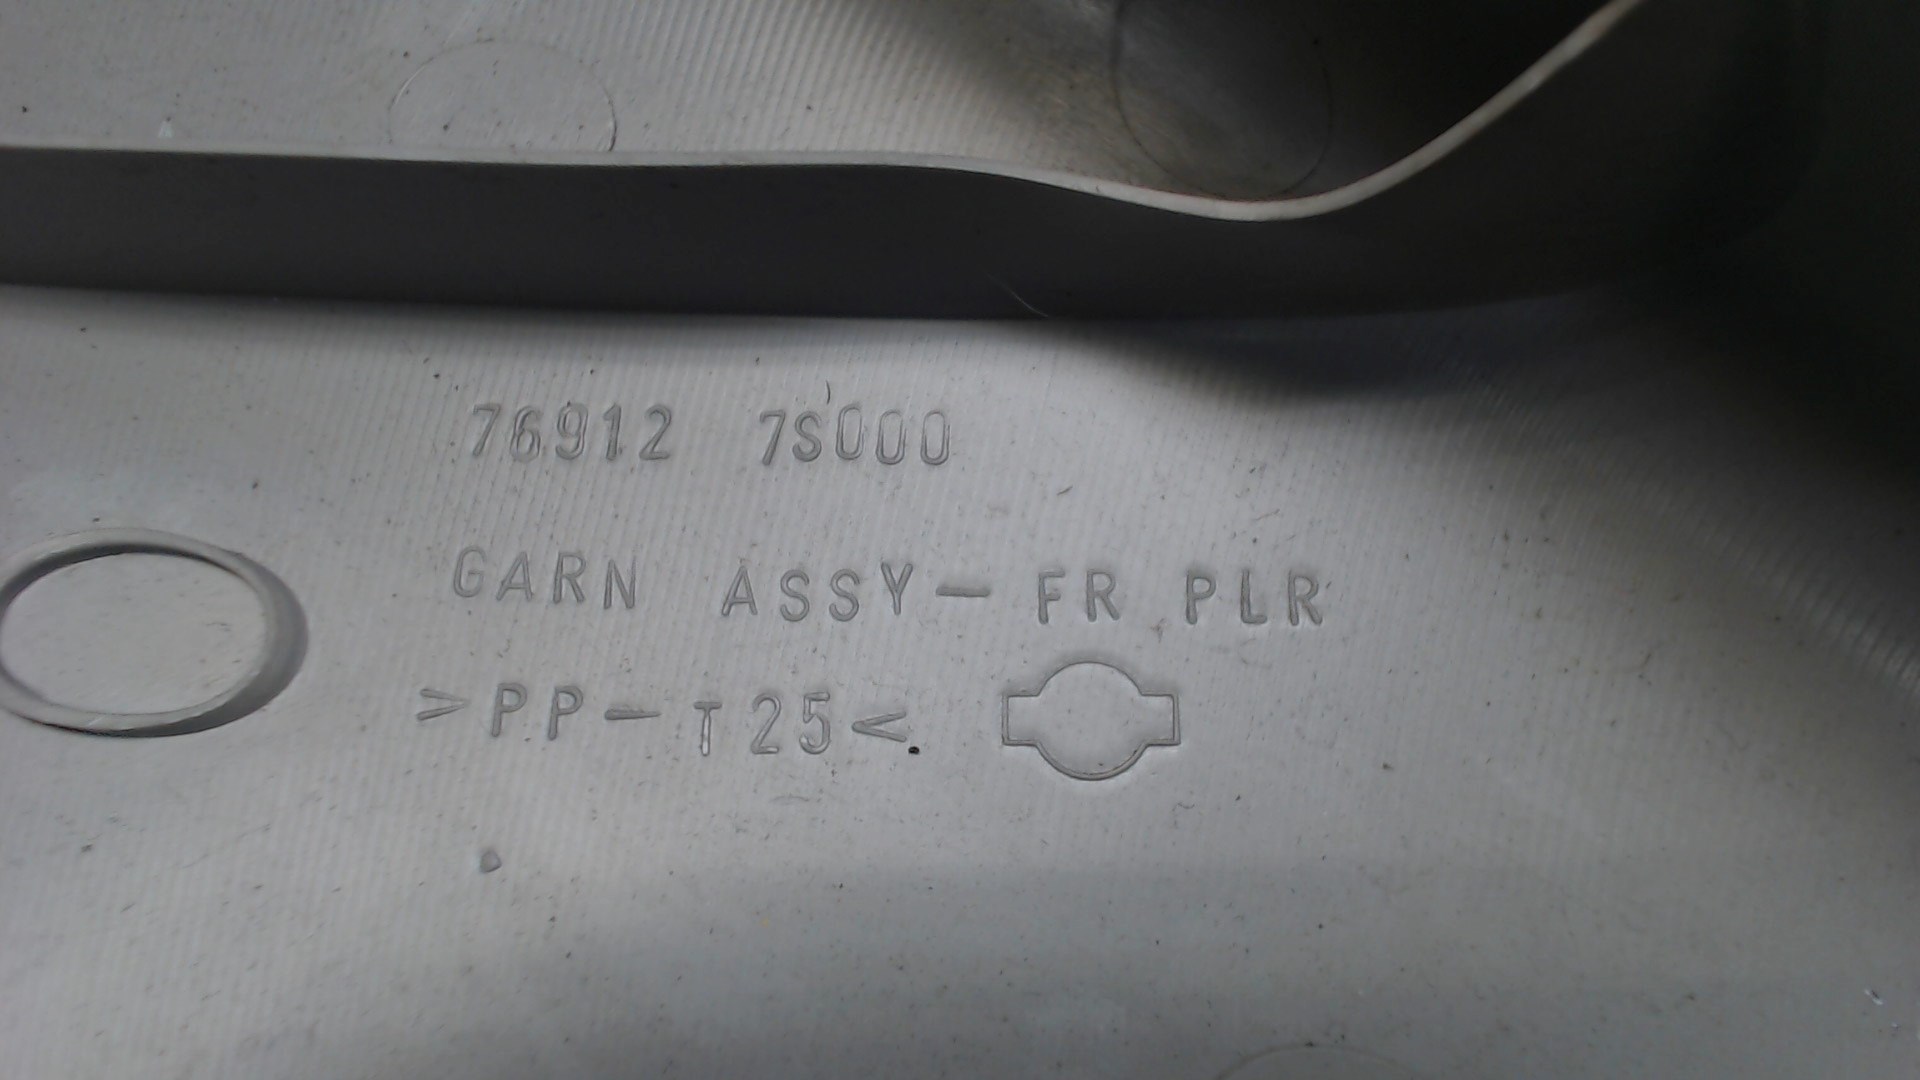 76912 7S000
GARN ASSY-FR PLR
>PP-T25<